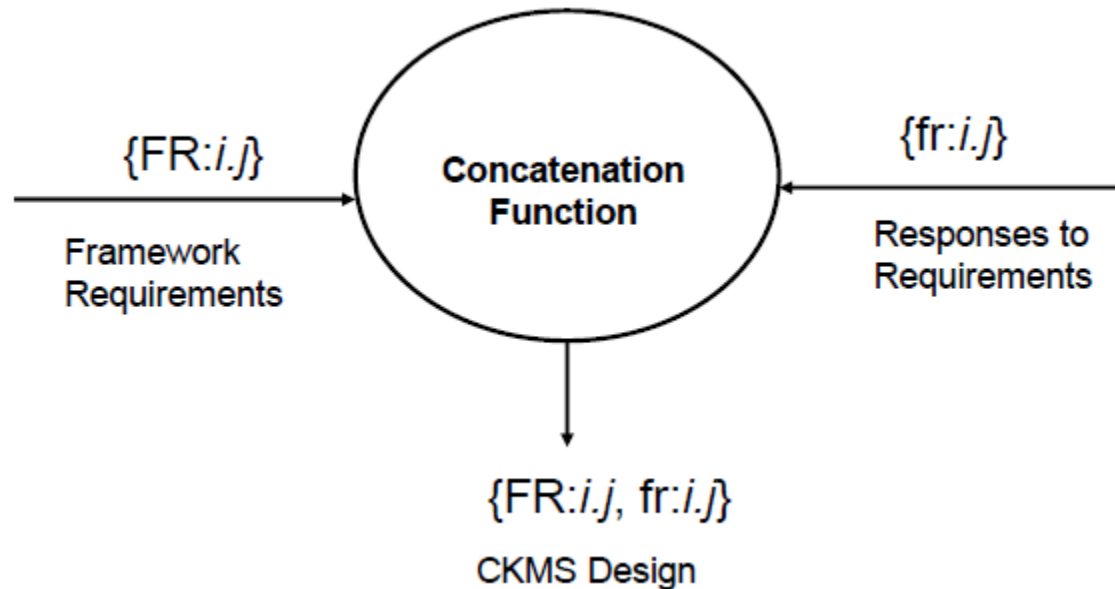 {FR:i.j}
Framework
Requirements
Concatenation
Function
{fr:i.j}
Responses to
Requirements
{FR:i.j, fr:i.j}
CKMS Design